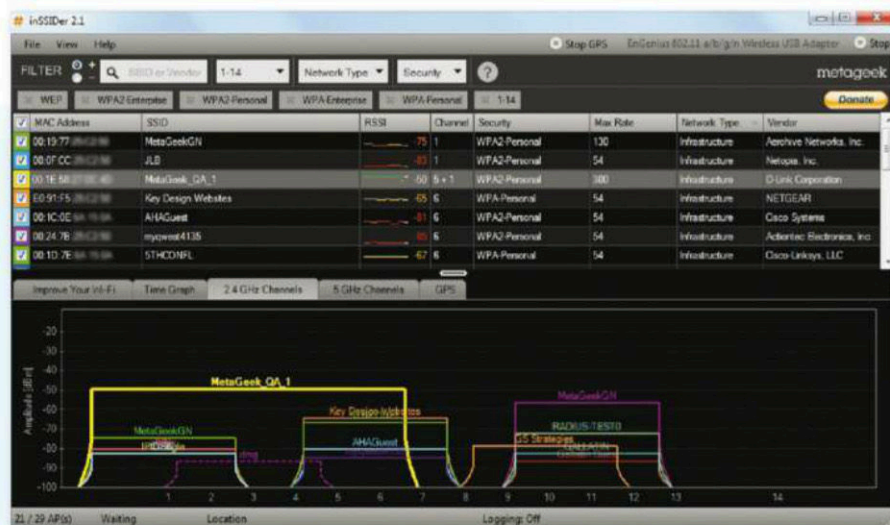 inSSIDer 2.1
File View Help
Stop GPS EnGenius 802.11 a/b/g/n Wireless USB Adapter Stop
FILTER + - SSID or Vendor 1-14 Network Type Security ? metageek
WEP WPA2-Enterprise WPA2-Personal WPA-Enterprise WPA-Personal 1-14 Donate
MAC Address SSID RSSI Channel Security Max Rate Network Type Vendor
00:19:77 MetaGeekGN -75 1 WPA2-Personal 130 Infrastructure Aerohive Networks, Inc.
00:0F:CC JLB -83 1 WPA2-Personal 54 Infrastructure Netopia, Inc.
00:1E:58 MetaGeek_QA_1 -50 5 + 1 WPA2-Personal 300 Infrastructure D-Link Corporation
E0:91:F5 Key Design Websites -65 6 WPA2-Personal 54 Infrastructure NETGEAR
00:1C:0E AHAGuest -81 6 WPA2-Personal 54 Infrastructure Cisco Systems
00:24:7B myqwest4135 -85 6 WPA2-Personal 54 Infrastructure Actiontec Electronics, Inc
00:1D:7E 5THCONFL -67 6 WPA-Personal 54 Infrastructure Cisco-Linksys, LLC
Improve Your Wi-Fi Time Graph 2.4 GHz Channels 5 GHz Channels GPS
Amplitude [dBm]
-20
-30
-40
MetaGeek_QA_1
-50
MetaGeekGN
-60
Key Design Websites
-70
MetaGeekGN RADIUS-TEST0
AHAGuest GS Strategies
-80
dmg GALLATIN
-90
-100
1 2 3 4 5 6 7 8 9 10 11 12 13 14
21 / 29 AP(s) Waiting Location Logging: Off